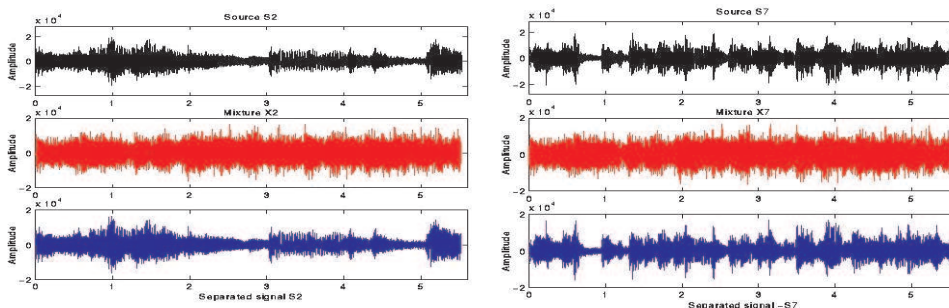 Source S2
x 10^4
Amplitude
2
0
−2
0 1 2 3 4 5
Mixture X2
x 10^4
Amplitude
2
0
−2
0 1 2 3 4 5
x 10^4
Amplitude
2
0
−2
0 1 2 3 4 5
Separated signal S2
Source S7
x 10^4
Amplitude
2
0
−2
0 1 2 3 4 5
Mixture X7
x 10^4
Amplitude
2
0
−2
0 1 2 3 4 5
x 10^4
Amplitude
2
0
−2
0 1 2 3 4 5
Separated signal −S7